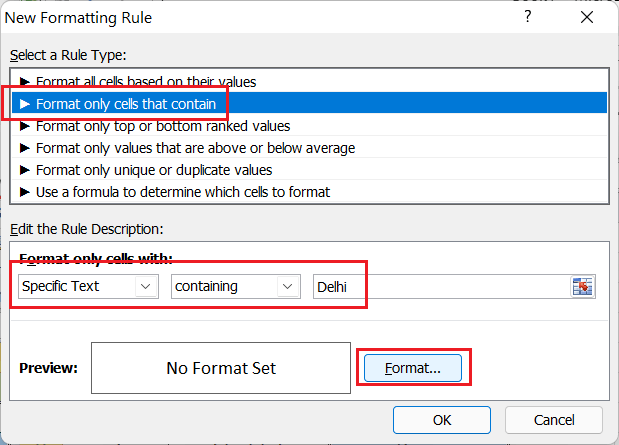 New Formatting Rule
? ×
Select a Rule Type:
► Format all cells based on their values
► Format only cells that contain
► Format only top or bottom ranked values
► Format only values that are above or below average
► Format only unique or duplicate values
► Use a formula to determine which cells to format
Edit the Rule Description:
Format only cells with:
Specific Text containing Delhi
Preview: No Format Set Format...
OK Cancel